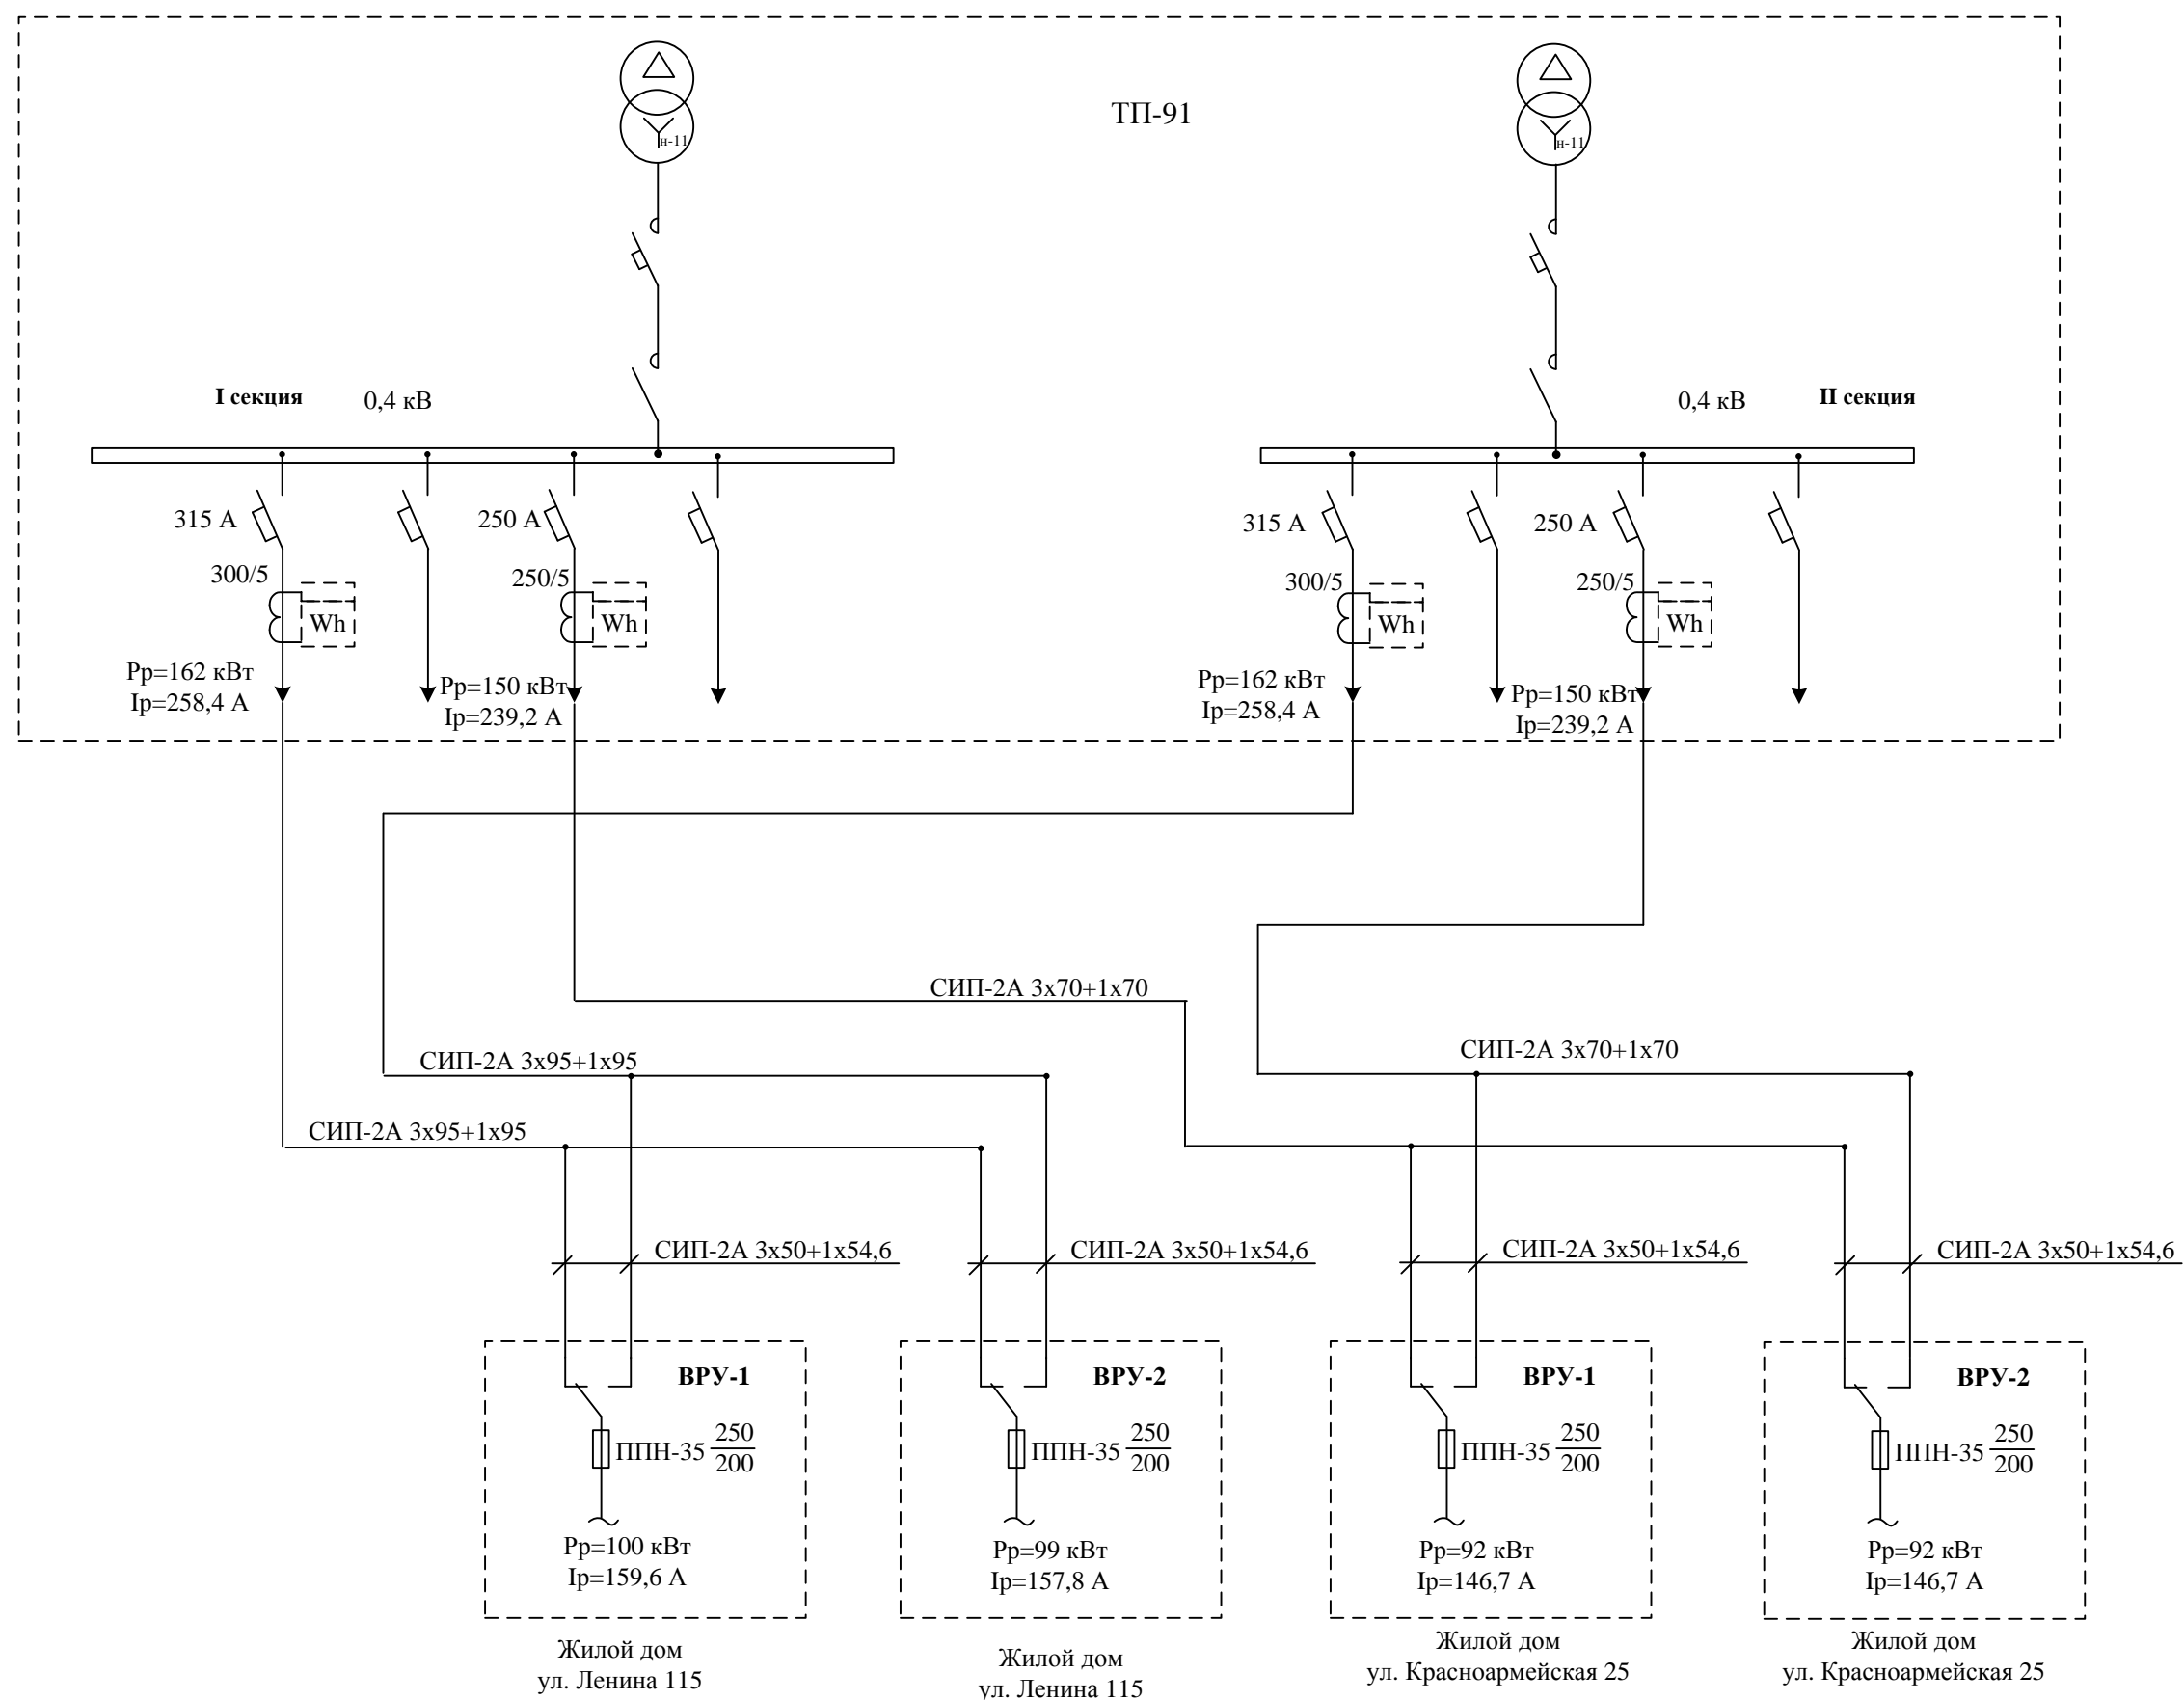 ТП-91
н-11
н-11
I секция
0,4 кВ
0,4 кВ
II секция
315 А
250 А
315 А
250 А
300/5
250/5
300/5
250/5
Wh
Wh
Wh
Wh
Рр=162 кВт
Iр=258,4 А
Рр=150 кВт
Iр=239,2 А
Рр=162 кВт
Iр=258,4 А
Рр=150 кВт
Iр=239,2 А
СИП-2А 3х70+1х70
СИП-2А 3х95+1х95
СИП-2А 3х70+1х70
СИП-2А 3х95+1х95
СИП-2А 3х50+1х54,6
СИП-2А 3х50+1х54,6
СИП-2А 3х50+1х54,6
СИП-2А 3х50+1х54,6
ВРУ-1
ППН-35 250
200
Рр=100 кВт
Iр=159,6 А
Жилой дом
ул. Ленина 115
ВРУ-2
ППН-35 250
200
Рр=99 кВт
Iр=157,8 А
Жилой дом
ул. Ленина 115
ВРУ-1
ППН-35 250
200
Рр=92 кВт
Iр=146,7 А
Жилой дом
ул. Красноармейская 25
ВРУ-2
ППН-35 250
200
Рр=92 кВт
Iр=146,7 А
Жилой дом
ул. Красноармейская 25